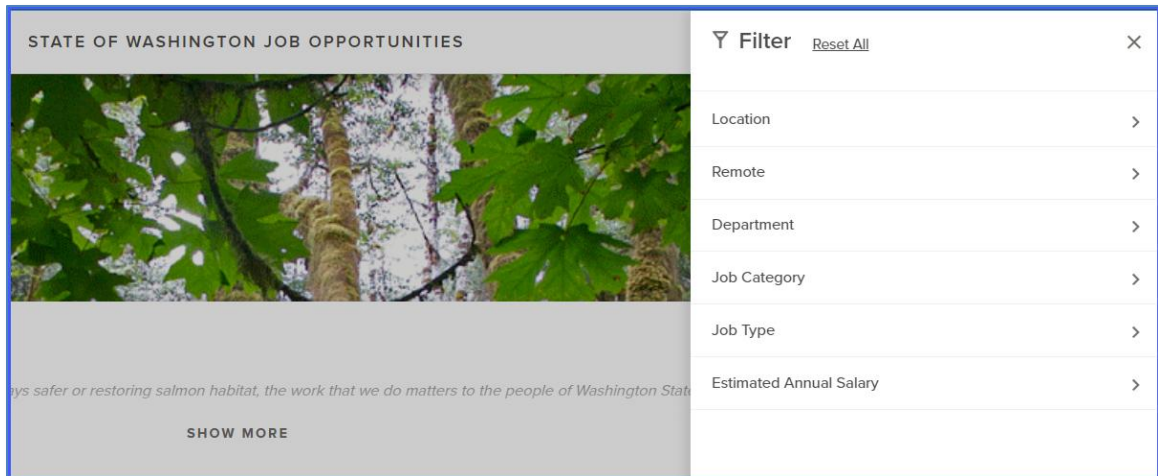 STATE OF WASHINGTON JOB OPPORTUNITIES
Filter Reset All
Location
Remote
Department
Job Category
Job Type
Estimated Annual Salary
safer or restoring salmon habitat, the work that we do matters to the people of Washington
SHOW MORE